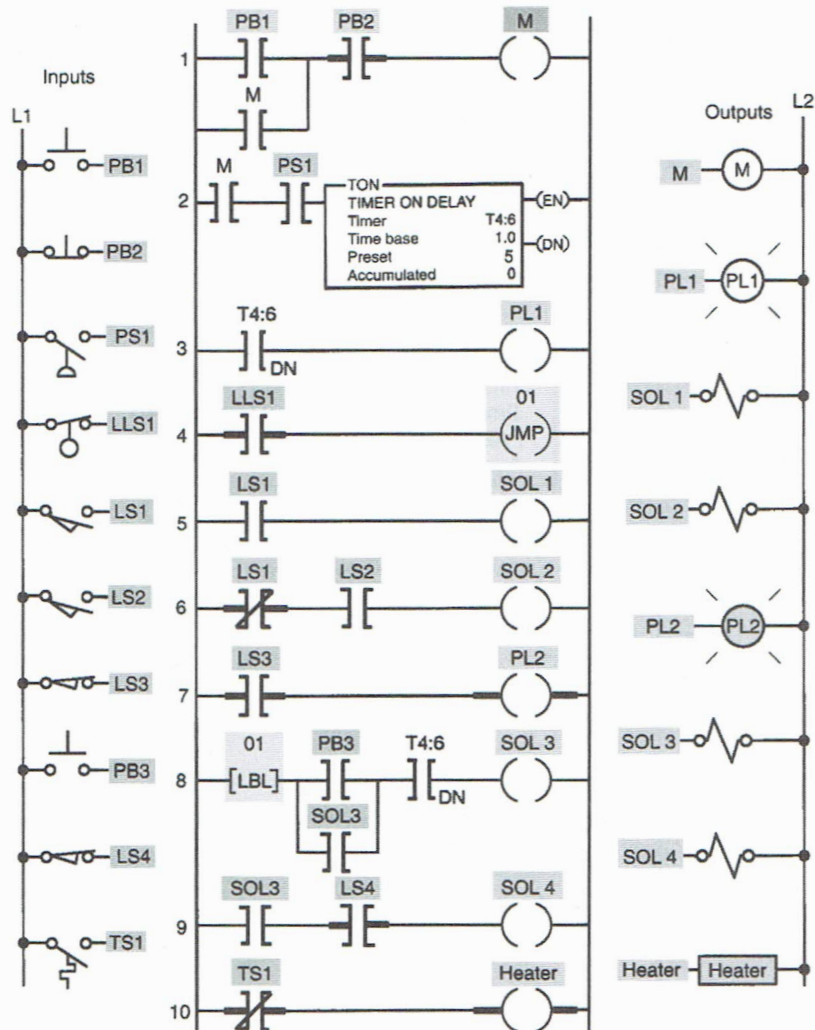 PB1 PB2 M
1
Inputs
M
L1
Outputs L2
PB1
M PS1
M M
2
TON
TIMER ON DELAY
Timer T4:6
Time base 1.0
Preset 5
Accumulated 0
(EN)
(DN)
PB2
PL1 PL1
T4:6 PL1
PS1
3
DN
LLS1 01
SOL 1
LLS1
4 JMP
LS1 SOL 1
LS1
5
SOL 2
LS1 LS2 SOL 2
LS2
6
PL2 PL2
LS3 PL2
LS3
7
01 PB3 T4:6 SOL 3
SOL 3
PB3
8 [LBL]
DN
SOL3
LS4
SOL 4
SOL3 LS4 SOL 4
9
TS1
Heater Heater
TS1 Heater
10